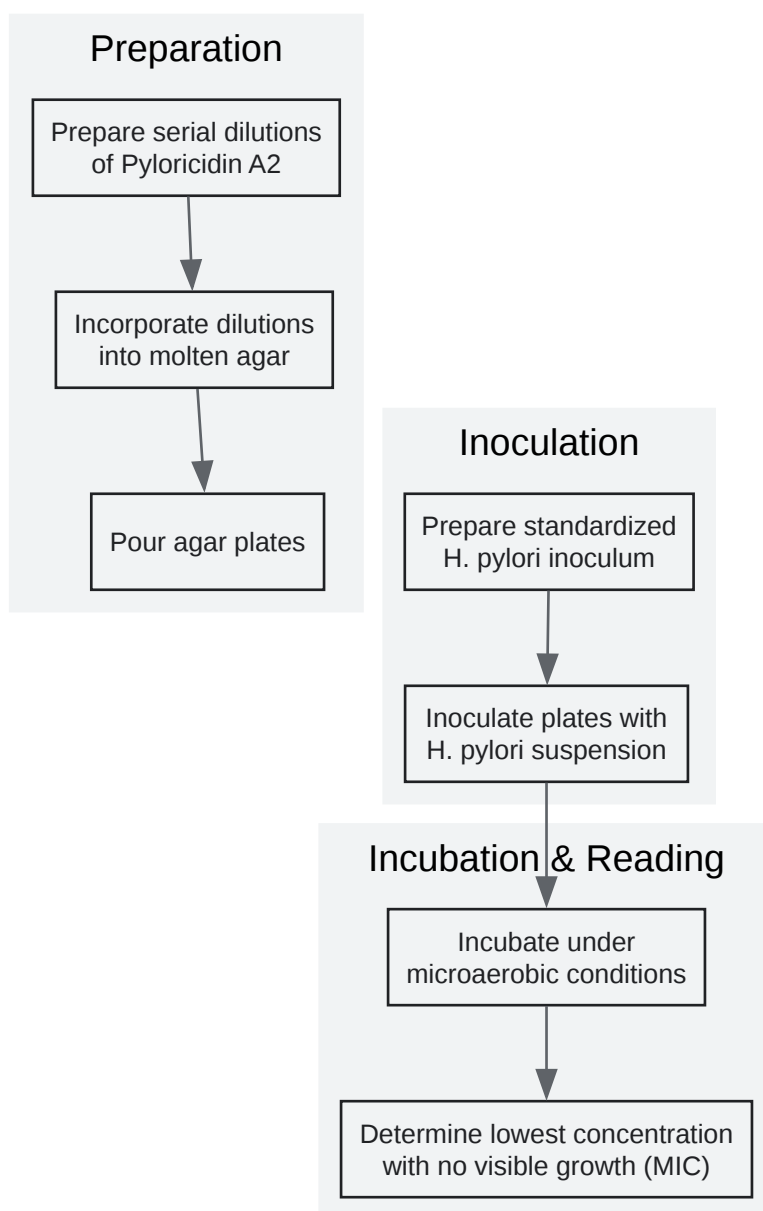 Preparation
Prepare serial dilutions
of Pyloricidin A2
Incorporate dilutions
into molten agar
Pour agar plates
Inoculation
Prepare standardized
H. pylori inoculum
Inoculate plates with
H. pylori suspension
Incubation & Reading
Incubate under
microaerobic conditions
Determine lowest concentration
with no visible growth (MIC)